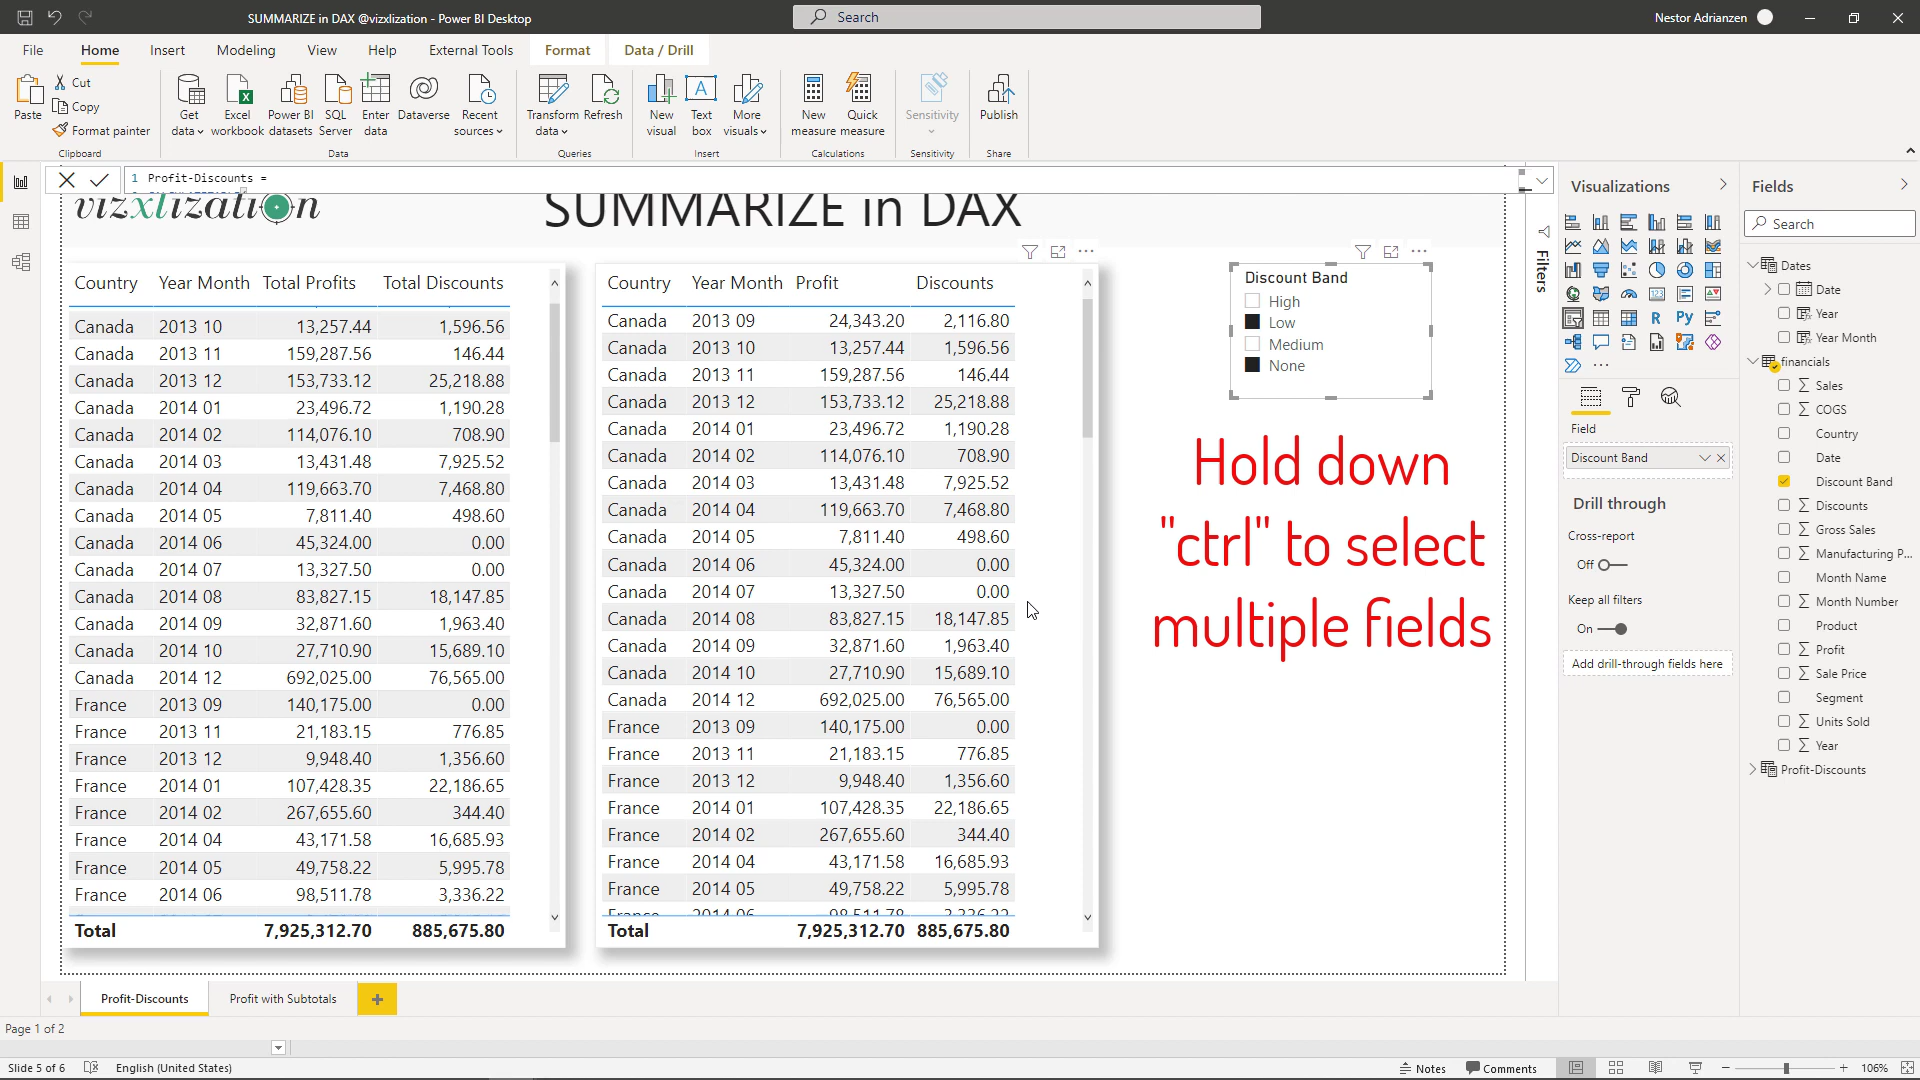 SUMMARIZE in DAX @vizxlization - Power BI Desktop
Search
Nestor Adrianzen
File Home Insert Modeling View Help External Tools Format Data / Drill
Paste
Cut
Copy
Format painter
Clipboard
Get data
Excel workbook
Power BI datasets
SQL Server
Enter data
Dataverse
Recent sources
Data
Transform data
Refresh
Queries
New visual
Text box
More visuals
Insert
New measure
Quick measure
Calculations
Sensitivity
Sensitivity
Publish
Share
1 Profit-Discounts =
vizxlization
SUMMARIZE in DAX
Country Year Month Total Profits Total Discounts
Canada 2013 10 13,257.44 1,596.56
Canada 2013 11 159,287.56 146.44
Canada 2013 12 153,733.12 25,218.88
Canada 2014 01 23,496.72 1,190.28
Canada 2014 02 114,076.10 708.90
Canada 2014 03 13,431.48 7,925.52
Canada 2014 04 119,663.70 7,468.80
Canada 2014 05 7,811.40 498.60
Canada 2014 06 45,324.00 0.00
Canada 2014 07 13,327.50 0.00
Canada 2014 08 83,827.15 18,147.85
Canada 2014 09 32,871.60 1,963.40
Canada 2014 10 27,710.90 15,689.10
Canada 2014 12 692,025.00 76,565.00
France 2013 09 140,175.00 0.00
France 2013 11 21,183.15 776.85
France 2013 12 9,948.40 1,356.60
France 2014 01 107,428.35 22,186.65
France 2014 02 267,655.60 344.40
France 2014 04 43,171.58 16,685.93
France 2014 05 49,758.22 5,995.78
France 2014 06 98,511.78 3,336.22
Total 7,925,312.70 885,675.80
Country Year Month Profit Discounts
Canada 2013 09 24,343.20 2,116.80
Canada 2013 10 13,257.44 1,596.56
Canada 2013 11 159,287.56 146.44
Canada 2013 12 153,733.12 25,218.88
Canada 2014 01 23,496.72 1,190.28
Canada 2014 02 114,076.10 708.90
Canada 2014 03 13,431.48 7,925.52
Canada 2014 04 119,663.70 7,468.80
Canada 2014 05 7,811.40 498.60
Canada 2014 06 45,324.00 0.00
Canada 2014 07 13,327.50 0.00
Canada 2014 08 83,827.15 18,147.85
Canada 2014 09 32,871.60 1,963.40
Canada 2014 10 27,710.90 15,689.10
Canada 2014 12 692,025.00 76,565.00
France 2013 09 140,175.00 0.00
France 2013 11 21,183.15 776.85
France 2013 12 9,948.40 1,356.60
France 2014 01 107,428.35 22,186.65
France 2014 02 267,655.60 344.40
France 2014 04 43,171.58 16,685.93
France 2014 05 49,758.22 5,995.78
France 2014 06 98,511.78 3,336.22
Total 7,925,312.70 885,675.80
Discount Band
High
Low
Medium
None
Hold down
"ctrl" to select
multiple fields
Filters
Visualizations
R Py
Field
Discount Band
Drill through
Cross-report
Off
Keep all filters
On
Add drill-through fields here
Fields
Search
Dates
Date
Year
Year Month
financials
Sales
COGS
Country
Date
Discount Band
Discounts
Gross Sales
Manufacturing P...
Month Name
Month Number
Product
Profit
Sale Price
Segment
Units Sold
Year
Profit-Discounts
Profit-Discounts Profit with Subtotals
Page 1 of 2
Slide 5 of 6 English (United States) Notes Comments 106%